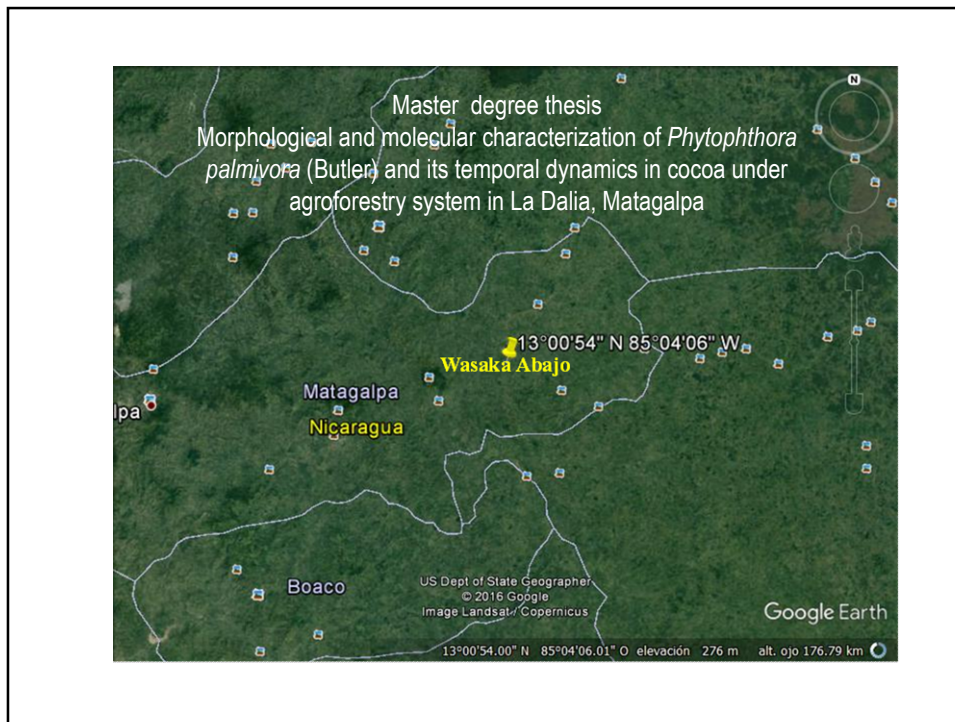 N
Master degree thesis
Morphological and molecular characterization of Phytophthora
palmivora (Butler) and its temporal dynamics in cocoa under
agroforestry system in La Dalia, Matagalpa
13°00'54" N 85°04'06" W
Wasaka Abajo
Matagalpa
lpa
Nicaragua
Boaco
US Dept of State Geographer
© 2016 Google
Image Landsat / Copernicus
Google Earth
13°00'54.00" N 85°04'06.01" O elevación 276 m alt. ojo 176.79 km